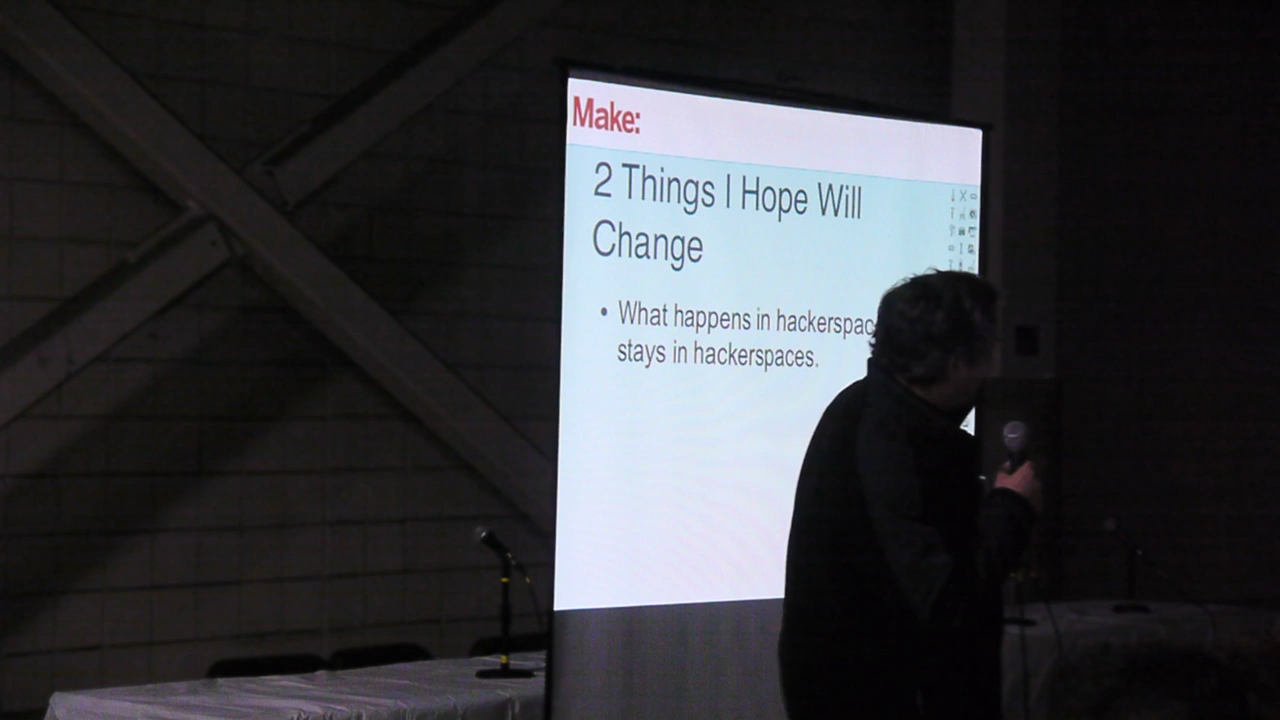 Make:
2 Things I Hope Will
Change
• What happens in hackerspac
stays in hackerspaces.